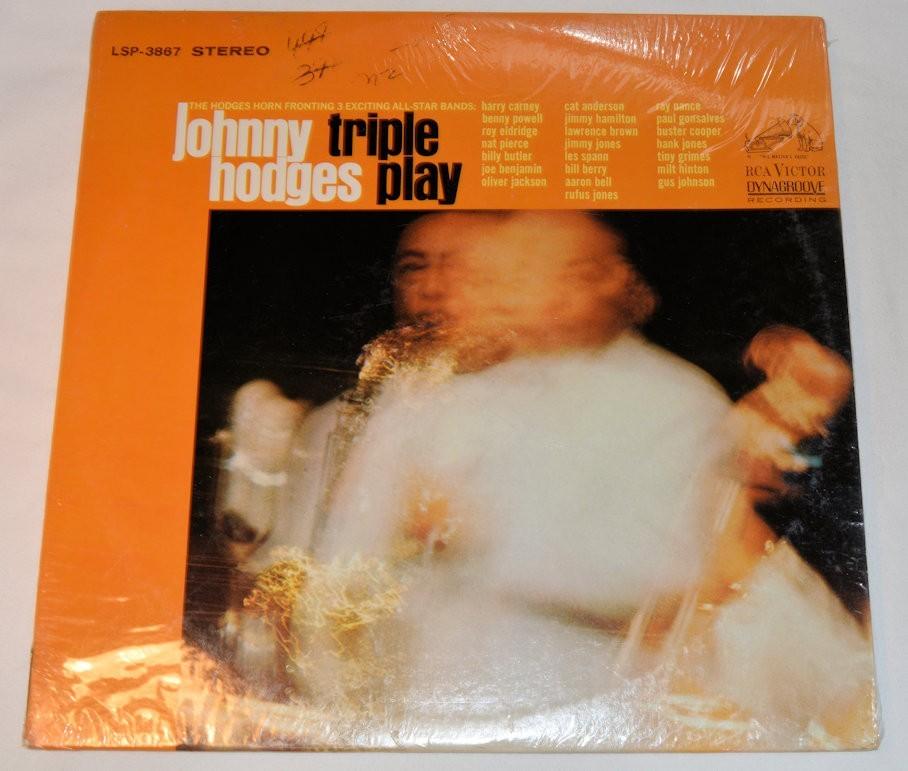 LSP-3867 STEREO
THE HODGES HORN FRONTING 3 EXCITING ALL-STAR BANDS:
johnny triple
hodges play
harry carney
benny powell
roy eldridge
nat pierce
billy butler
joe benjamin
oliver jackson
cat anderson
jimmy hamilton
lawrence brown
jimmy jones
les spann
bill berry
aaron bell
rufus jones
ray nance
paul gonsalves
buster cooper
hank jones
tiny grimes
milt hinton
gus johnson
"HIS MASTER'S VOICE"
RCA VICTOR
DYNAGROOVE
RECORDING